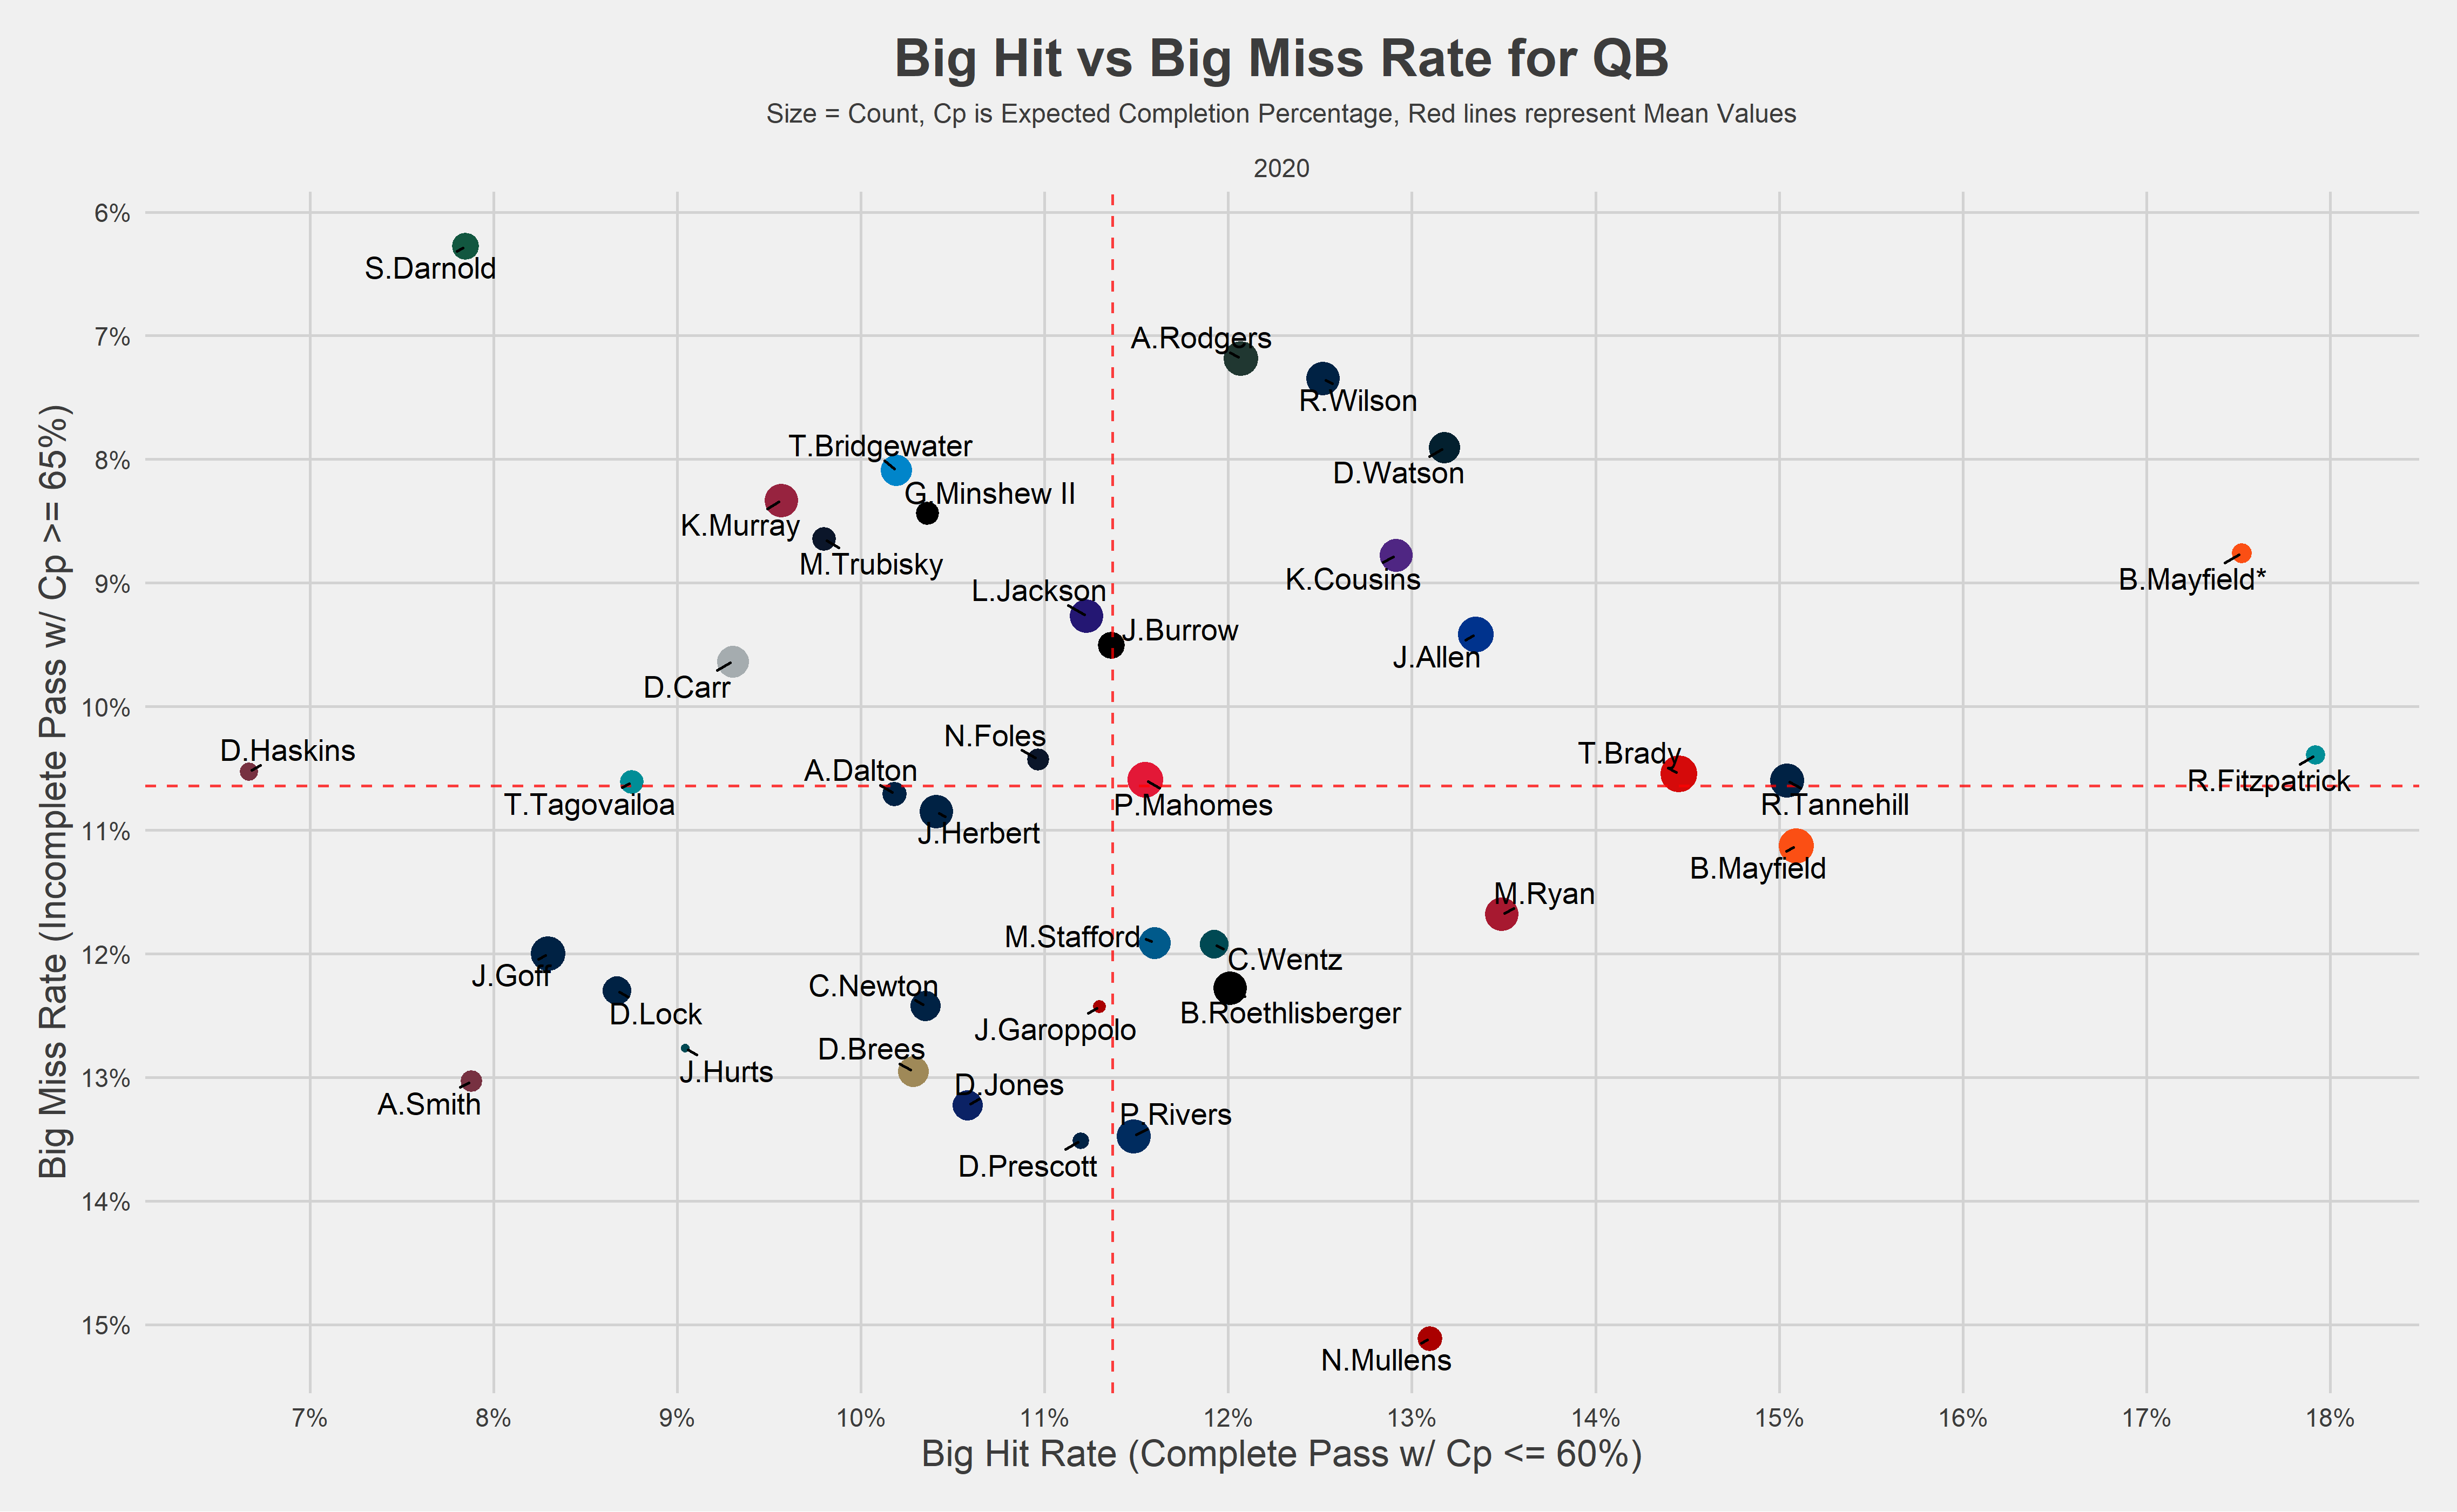 Big Hit vs Big Miss Rate for QB
Size = Count, Cp is Expected Completion Percentage, Red lines represent Mean Values
2020
Big Miss Rate (Incomplete Pass w/ Cp >= 65%)
6%
7%
8%
9%
10%
11%
12%
13%
14%
15%
S.Darnold
A.Rodgers
R.Wilson
T.Bridgewater
D.Watson
G.Minshew II
K.Murray
M.Trubisky
K.Cousins
B.Mayfield*
L.Jackson
J.Burrow
J.Allen
D.Carr
N.Foles
D.Haskins
T.Brady
A.Dalton
R.Fitzpatrick
T.Tagovailoa
P.Mahomes
R.Tannehill
J.Herbert
B.Mayfield
M.Ryan
M.Stafford
C.Wentz
J.Goff
C.Newton
D.Lock
B.Roethlisberger
J.Garoppolo
D.Brees
J.Hurts
D.Jones
A.Smith
P.Rivers
D.Prescott
N.Mullens
7%
8%
9%
10%
11%
12%
13%
14%
15%
16%
17%
18%
Big Hit Rate (Complete Pass w/ Cp <= 60%)